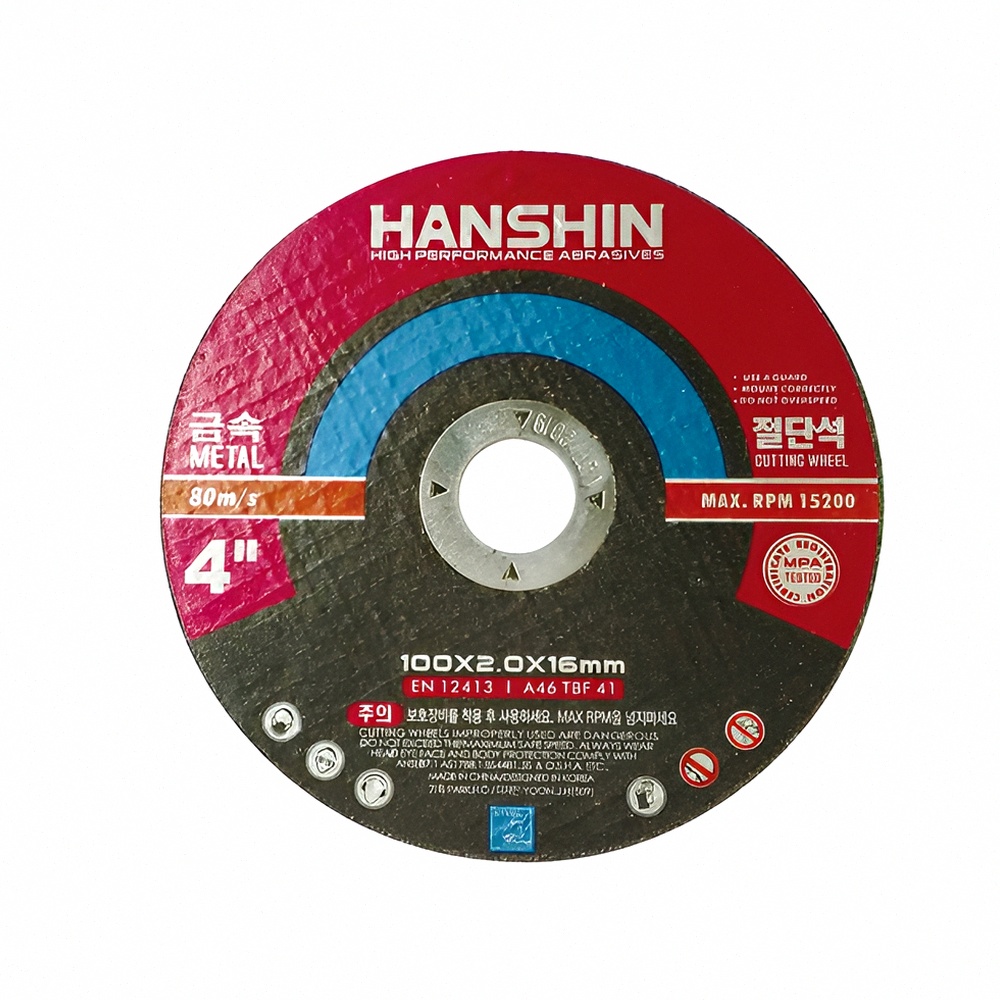 HANSHIN
HIGH PERFORMANCE ABRASIVES
• USE A GUARD
• MOUNT CORRECTLY
• DO NOT OVERSPEED
금속
METAL
절단석
CUTTING WHEEL
80m/s
MAX. RPM 15200
4"
MPA
TESTED
100X2.0X16mm
EN 12413 | A46 TBF 41
주의 보호장비를 착용 후 사용하세요. MAX RPM을 넘지마세요
CUTTING WHEELS IMPROPERLY USED ARE DANGEROUS
DO NOT EXCEED THE MAXIMUM SAFE SPEED. ALWAYS WEAR
HEAD EYE FACE AND BODY PROTECTION COMPLY WITH
MADE IN CHINA/DESIGNED IN KOREA